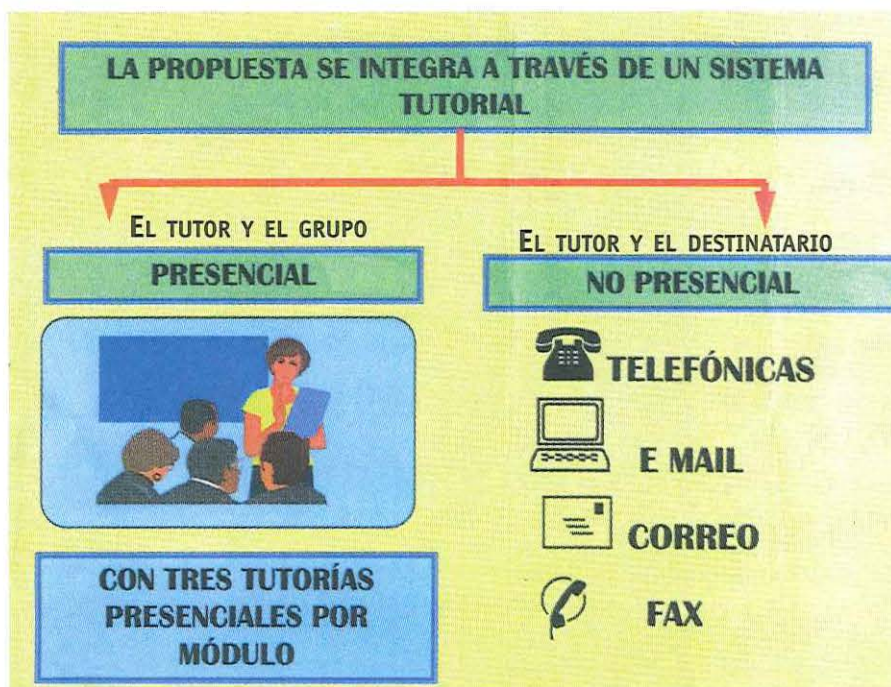 LA PROPUESTA SE INTEGRA A TRAVÉS DE UN SISTEMA
TUTORIAL
EL TUTOR Y EL GRUPO
PRESENCIAL
CON TRES TUTORÍAS
PRESENCIALES POR
MÓDULO
EL TUTOR Y EL DESTINATARIO
NO PRESENCIAL
TELEFÓNICAS
E MAIL
CORREO
FAX